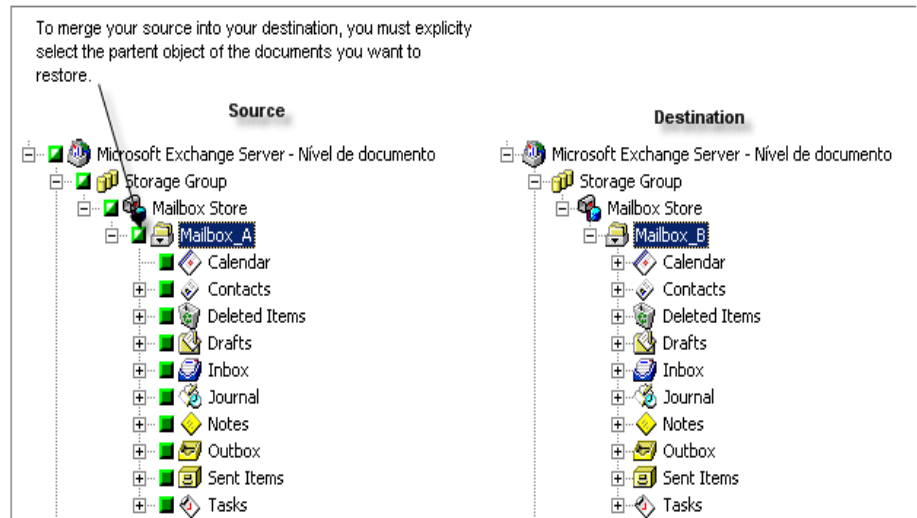 To merge your source into your destination, you must explicity
select the partent object of the documents you want to
restore.
Source
Microsoft Exchange Server - Nível de documento
Storage Group
Mailbox Store
Mailbox_A
Calendar
Contacts
Deleted Items
Drafts
Inbox
Journal
Notes
Outbox
Sent Items
Tasks
Destination
Microsoft Exchange Server - Nível de documento
Storage Group
Mailbox Store
Mailbox_B
Calendar
Contacts
Deleted Items
Drafts
Inbox
Journal
Notes
Outbox
Sent Items
Tasks